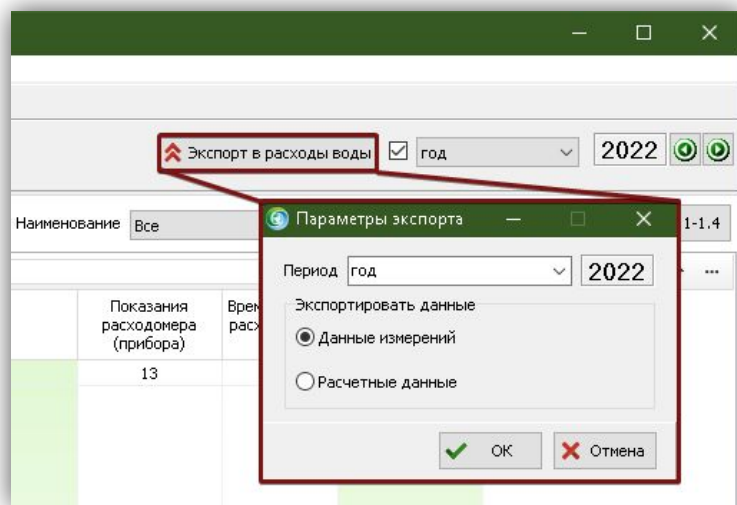 Экспорт в расходы воды год 2022
Наименование Все 1-1.4
Параметры экспорта
Период год 2022
Экспортировать данные
Данные измерений
Расчетные данные
ОК Отмена
Показания
расходомера
(прибора)
13